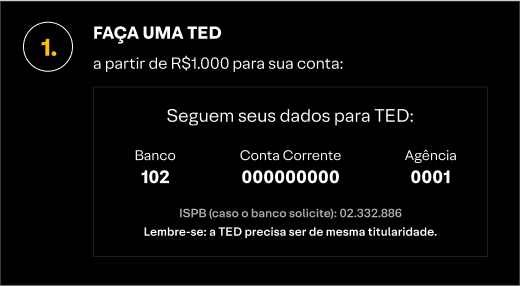 1.
FAÇA UMA TED
a partir de R$1.000 para sua conta:
Seguem seus dados para TED:
Banco Conta Corrente Agência
102 000000000 0001
ISPB (caso o banco solicite): 02.332.886
Lembre-se: a TED precisa ser de mesma titularidade.